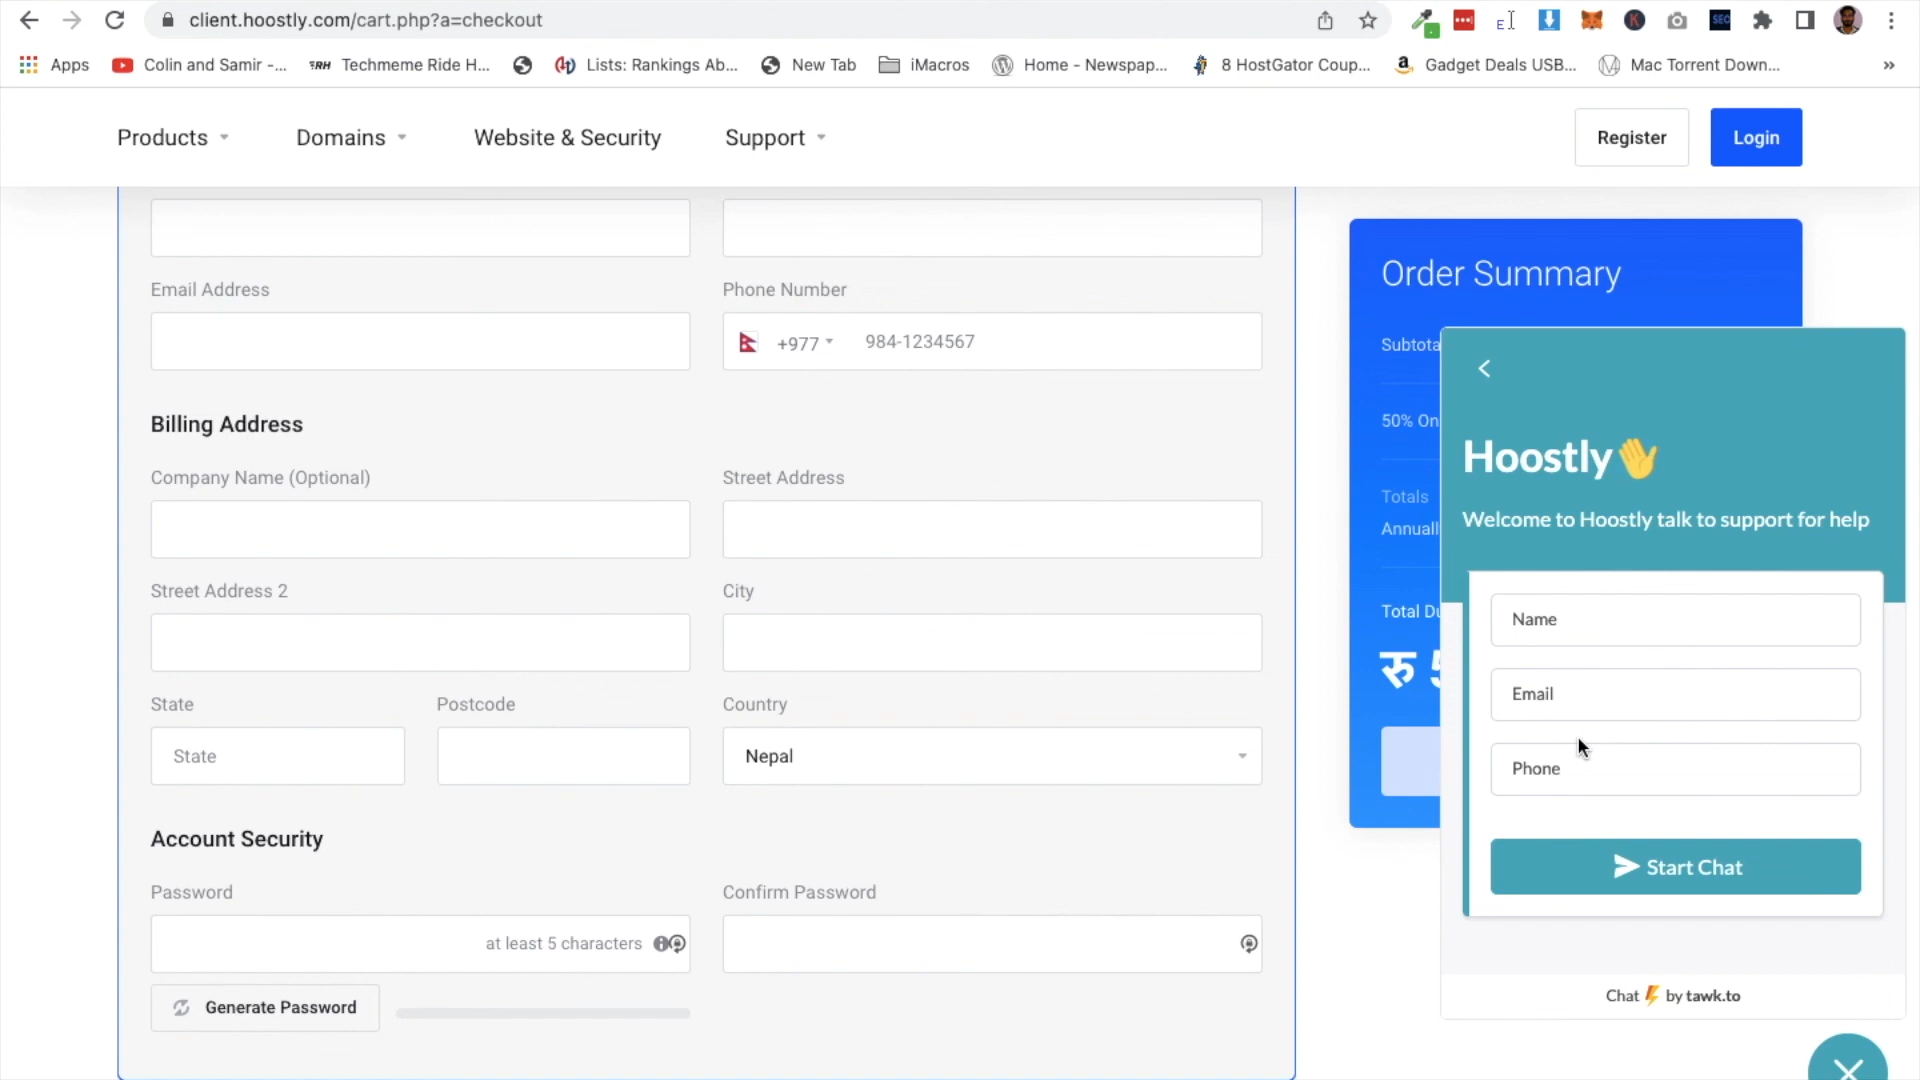 client.hoostly.com/cart.php?a=checkout
Apps
Colin and Samir -...
TRH Techmeme Ride H...
Lists: Rankings Ab...
New Tab
iMacros
Home - Newspap...
8 HostGator Coup...
Gadget Deals USB...
Mac Torrent Down...
»
Products
Domains
Website & Security
Support
Register
Login
Email Address
Phone Number
+977
984-1234567
Billing Address
Company Name (Optional)
Street Address
Street Address 2
City
State
Postcode
Country
State
Nepal
Account Security
Password
Confirm Password
at least 5 characters
Generate Password
Order Summary
50% On
Totals
रु
Hoostly👋
Welcome to Hoostly talk to support for help
Name
Email
Phone
Start Chat
Chat ⚡ by tawk.to